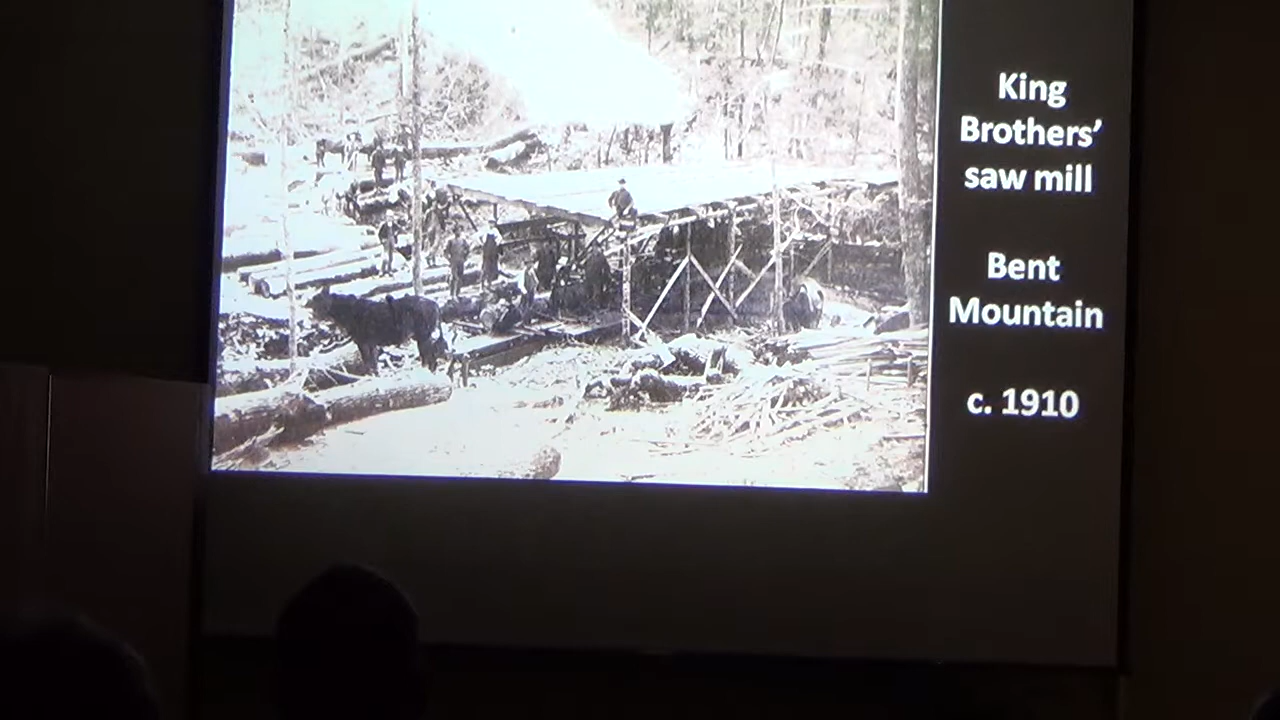 King
Brothers’
saw mill
Bent
Mountain
c. 1910